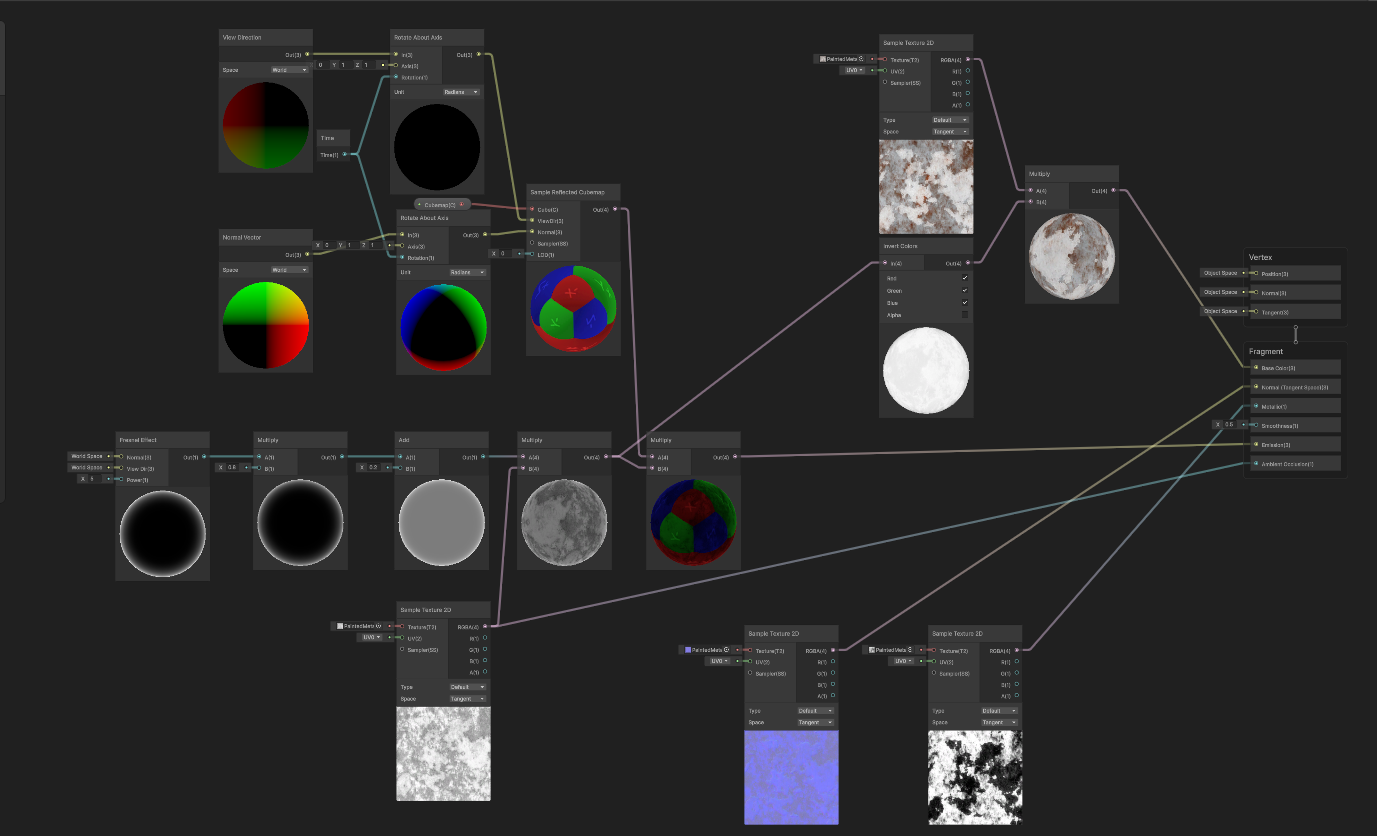 View Direction
Out(3)
Space World
Rotate About Axis
In(3) Out(3)
0 Y 1 Z 1 Axis(3)
Rotation(1)
Unit Radians
Time
Time(1)
Cubemap(C)
Normal Vector
Out(3)
Space World
Rotate About Axis
In(3) Out(3)
X 0 Y 1 Z 1 Axis(3)
Rotation(1)
Unit Radians
Sample Reflected Cubemap
Cube(C) Out(4)
ViewDir(3)
Normal(3)
Sampler(SS)
X 0 LOD(1)
Sample Texture 2D
PaintedMeta Texture(T2) RGBA(4)
UV0 UV(2) R(1)
Sampler(SS) G(1)
B(1)
A(1)
Type Default
Space Tangent
Multiply
A(4) Out(4)
B(4)
Invert Colors
In(4) Out(4)
Red
Green
Blue
Alpha
Vertex
Object Space Position(3)
Object Space Normal(3)
Object Space Tangent(3)
Fragment
Base Color(3)
Normal (Tangent Space)(3)
Metallic(1)
X 0.5 Smoothness(1)
Emission(3)
Ambient Occlusion(1)
Fresnel Effect
World Space Normal(3) Out(1)
World Space View Dir(3)
X 5 Power(1)
Multiply
A(1) Out(1)
X 0.8 B(1)
Add
A(1) Out(1)
X 0.2 B(1)
Multiply
A(4) Out(4)
B(4)
Multiply
A(4) Out(4)
B(4)
Sample Texture 2D
PaintedMeta Texture(T2) RGBA(4)
UV0 UV(2) R(1)
Sampler(SS) G(1)
B(1)
A(1)
Type Default
Space Tangent
Sample Texture 2D
PaintedMeta Texture(T2) RGBA(4)
UV0 UV(2) R(1)
Sampler(SS) G(1)
B(1)
A(1)
Type Default
Space Tangent
Sample Texture 2D
PaintedMeta Texture(T2) RGBA(4)
UV0 UV(2) R(1)
Sampler(SS) G(1)
B(1)
A(1)
Type Default
Space Tangent